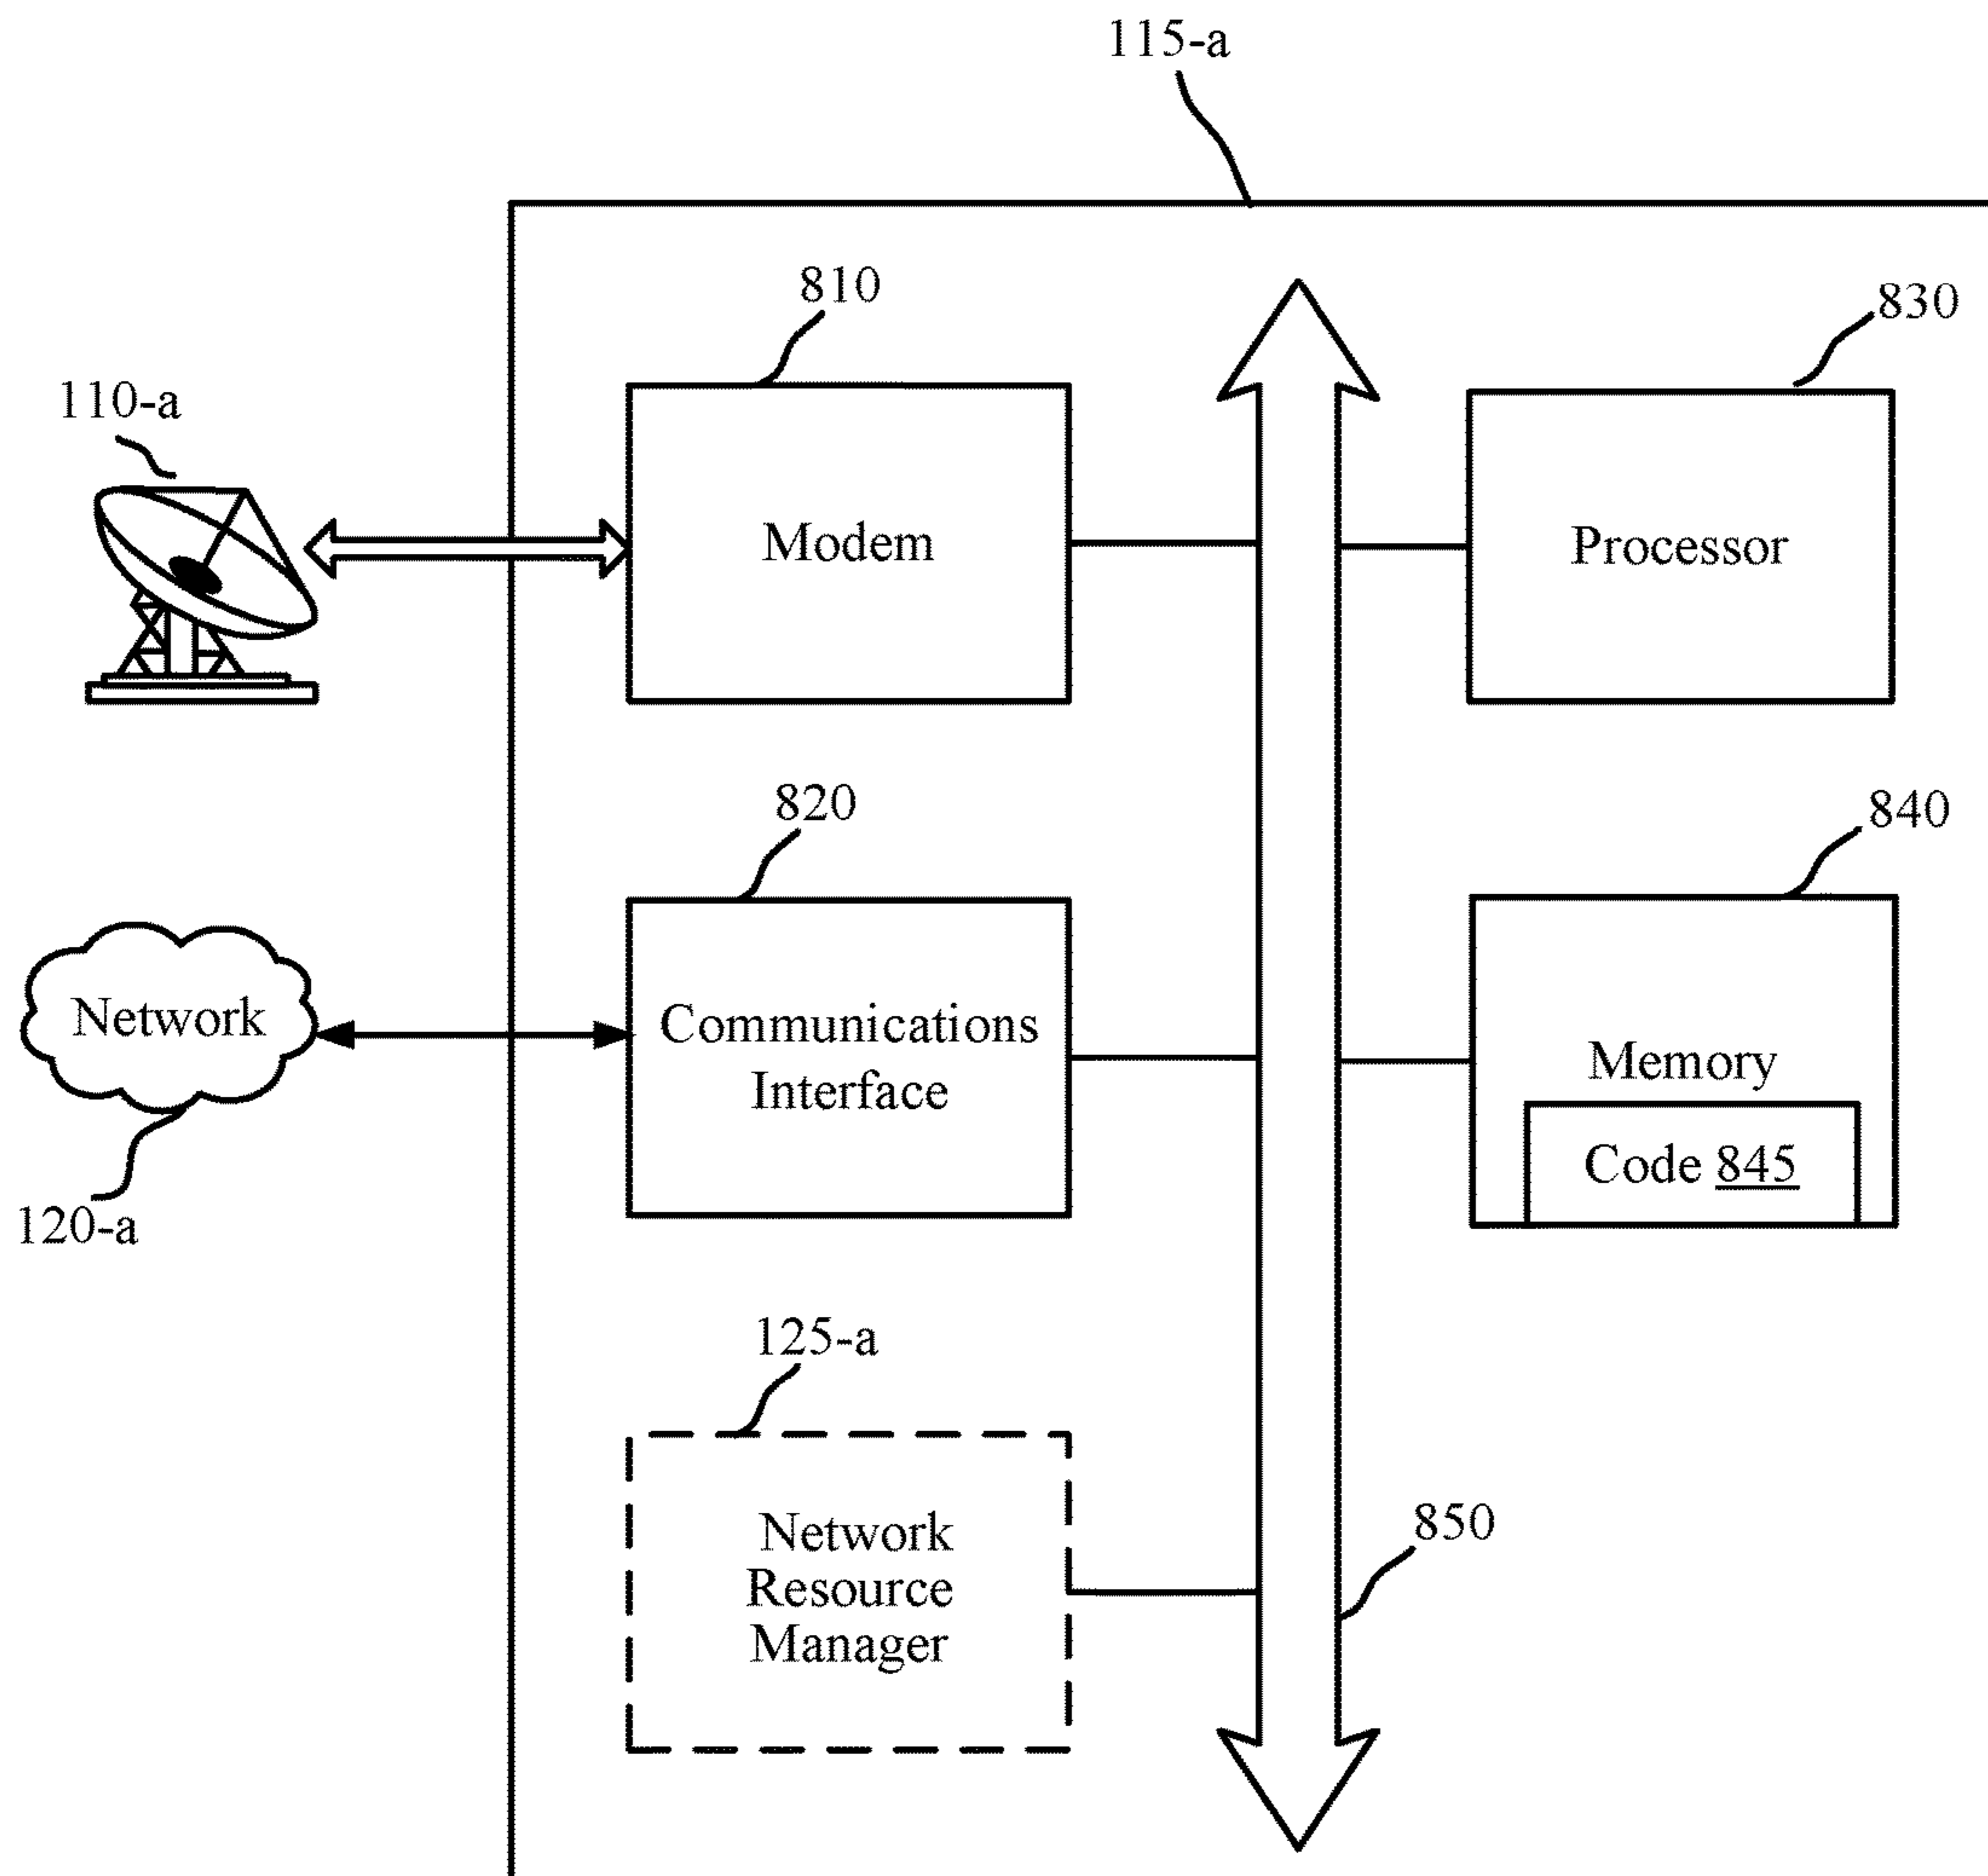 115-a
810
830
110-a
Modem
Processor
820
840
Network
Communications
Interface
Memory
Code 845
120-a
125-a
Network
Resource
Manager
850